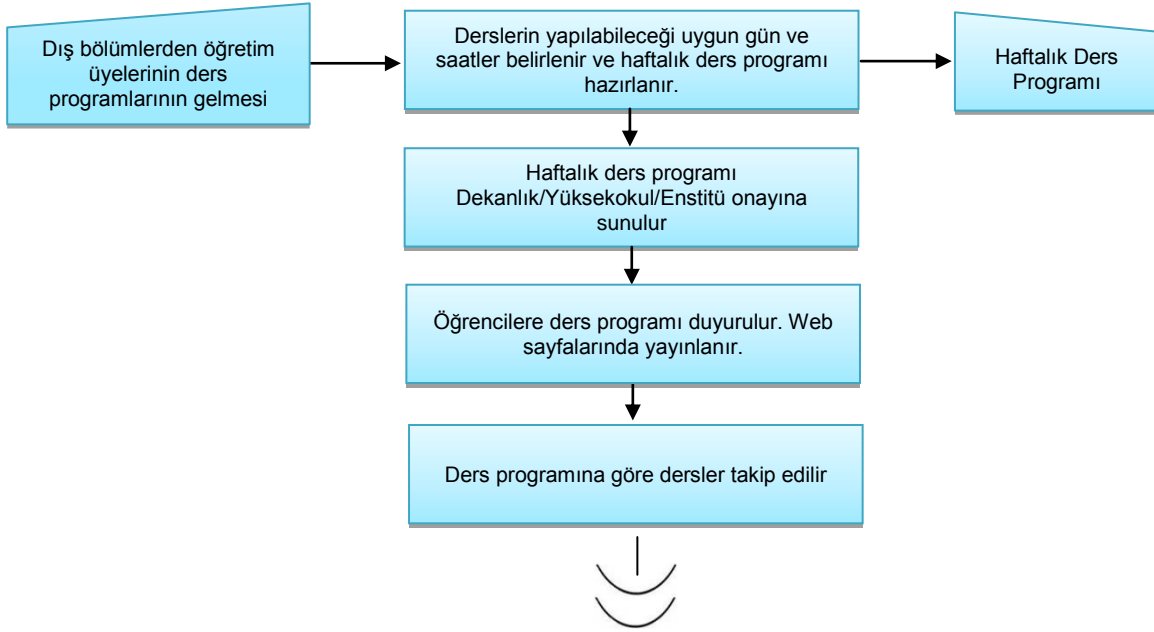 Dış bölümlerden öğretim
üyelerinin ders
programlarının gelmesi
Derslerin yapılabileceği uygun gün ve
saatler belirlenir ve haftalık ders programı
hazırlanır.
Haftalık Ders
Programı
Haftalık ders programı
Dekanlık/Yüksekokul/Enstitü onayına
sunulur
Öğrencilere ders programı duyurulur. Web
sayfalarında yayınlanır.
Ders programına göre dersler takip edilir